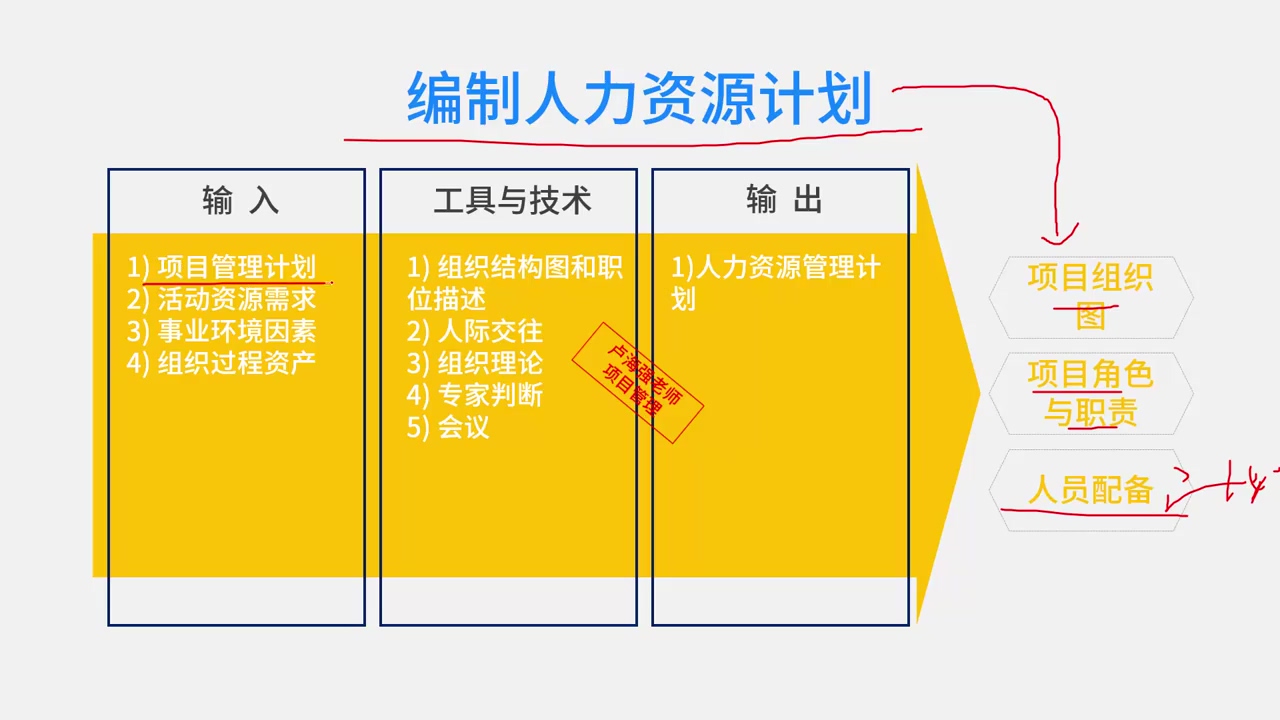 编制人力资源计划
输 入
1) 项目管理计划
2) 活动资源需求
3) 事业环境因素
4) 组织过程资产
工具与技术
1) 组织结构图和职
位描述
2) 人际交往
3) 组织理论
4) 专家判断
5) 会议
卢海强老师
项目管理
输 出
1)人力资源管理计
划
项目组织
图
项目角色
与职责
人员配备